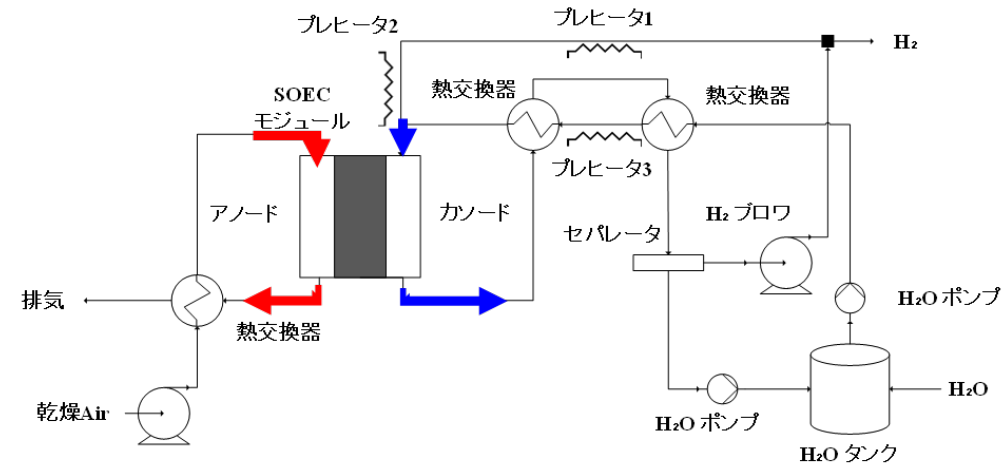 プレヒータ1
プレヒータ2
H₂
熱交換器
熱交換器
SOEC
モジュール
プレヒータ3
アノード
カソード
H₂ ブロワ
セパレータ
排気
H₂O ポンプ
熱交換器
乾燥Air
H₂O
H₂O ポンプ
H₂O タンク